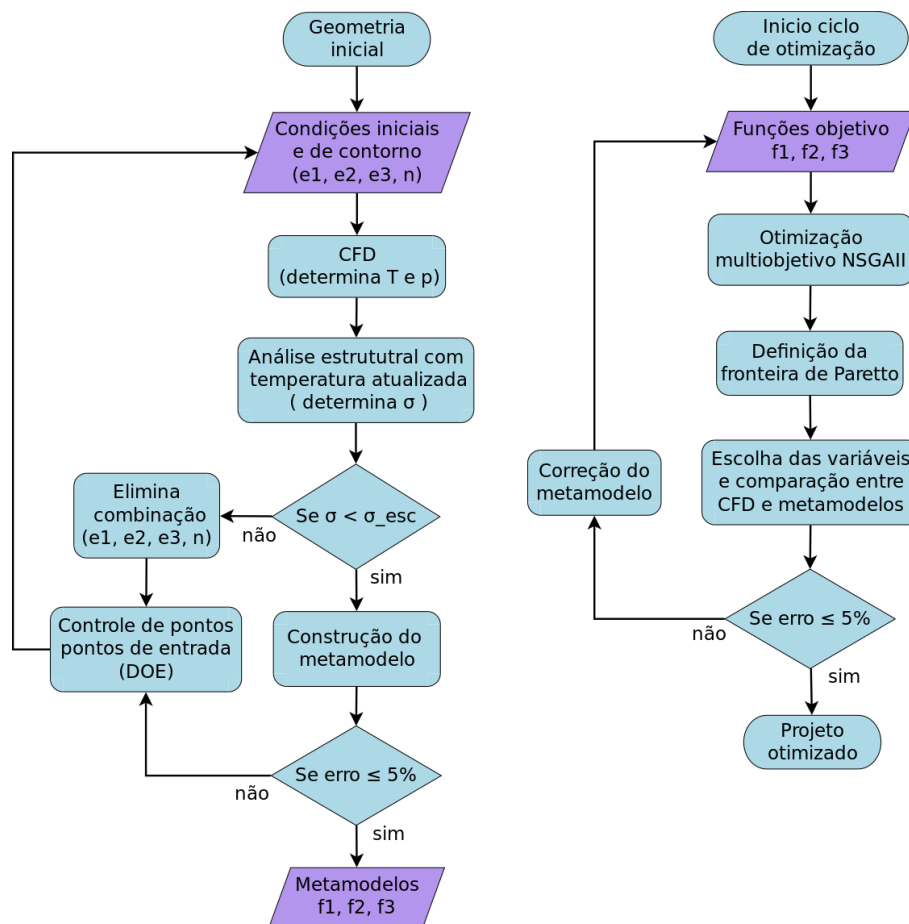 Geometria
inicial
Condições iniciais
e de contorno
(e1, e2, e3, n)
CFD
(determina T e p)
Análise estrututral com
temperatura atualizada
( determina σ )
Se σ < σ_esc
não
sim
Elimina
combinação
(e1, e2, e3, n)
Controle de pontos
pontos de entrada
(DOE)
Construção do
metamodelo
Se erro ≤ 5%
não
sim
Metamodelos
f1, f2, f3
Inicio ciclo
de otimização
Funções objetivo
f1, f2, f3
Otimização
multiobjetivo NSGAII
Definição da
fronteira de Paretto
Escolha das variáveis
e comparação entre
CFD e metamodelos
Correção do
metamodelo
Se erro ≤ 5%
não
sim
Projeto
otimizado